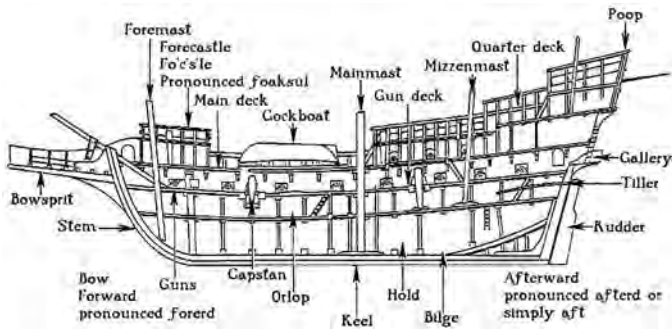 Poop
Foremast
Forecastle
Fo'c's'le
Pronounced foaksul
Quarter deck
Mizzenmast
Mainmast
Main deck
Gun deck
Cockboat
Gallery
Tiller
Bowsprit
Stem
Rudder
Guns
Capstan
Orlop
Hold
Bilge
Keel
Bow
Forward
pronounced forerd
Afterward
pronounced afterd or
simply aft